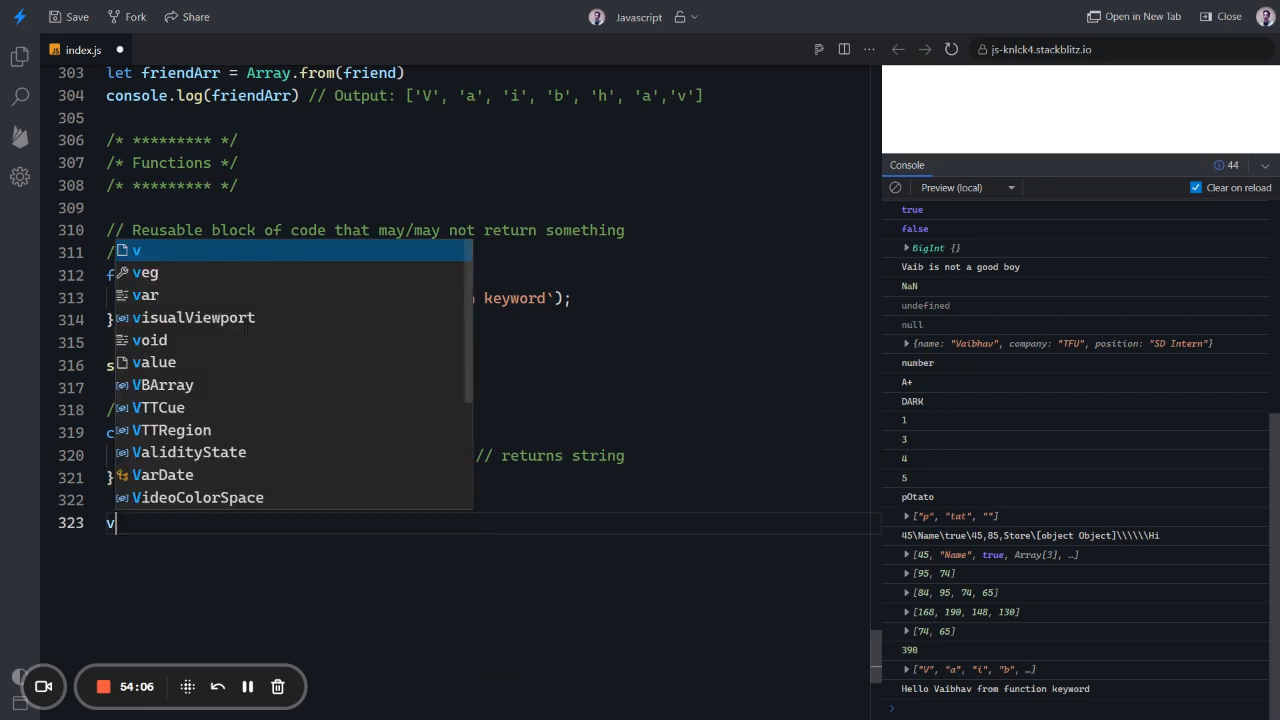 Save Fork Share Javascript Open in New Tab Close
index.js js-knlck4.stackblitz.io
303 let friendArr = Array.from(friend)
304 console.log(friendArr) // Output: ['V', 'a', 'i', 'b', 'h', 'a','v']
305
306 /* ********* */
307 /* Functions */
308 /* ********* */
309
310 // Reusable block of code that may/may not return something
311 /
312 f
313 keyword`);
314 }
315
316 s
317
318 /
319 c
320 // returns string
321 }
322
323 v
v
veg
var
visualViewport
void
value
VBArray
VTTCue
VTTRegion
ValidityState
VarDate
VideoColorSpace
54:06
Console 44
Preview (local) Clear on reload
true
false
BigInt {}
Vaib is not a good boy
NaN
undefined
null
{name: "Vaibhav", company: "TFU", position: "SD Intern"}
number
A+
DARK
1
3
4
5
pOtato
["p", "tat", ""]
45\Name\true\45,85,Store\[object Object]\\\\\\Hi
[45, "Name", true, Array[3], …]
[95, 74]
[84, 95, 74, 65]
[168, 190, 148, 130]
[74, 65]
390
["V", "a", "i", "b", …]
Hello Vaibhav from function keyword